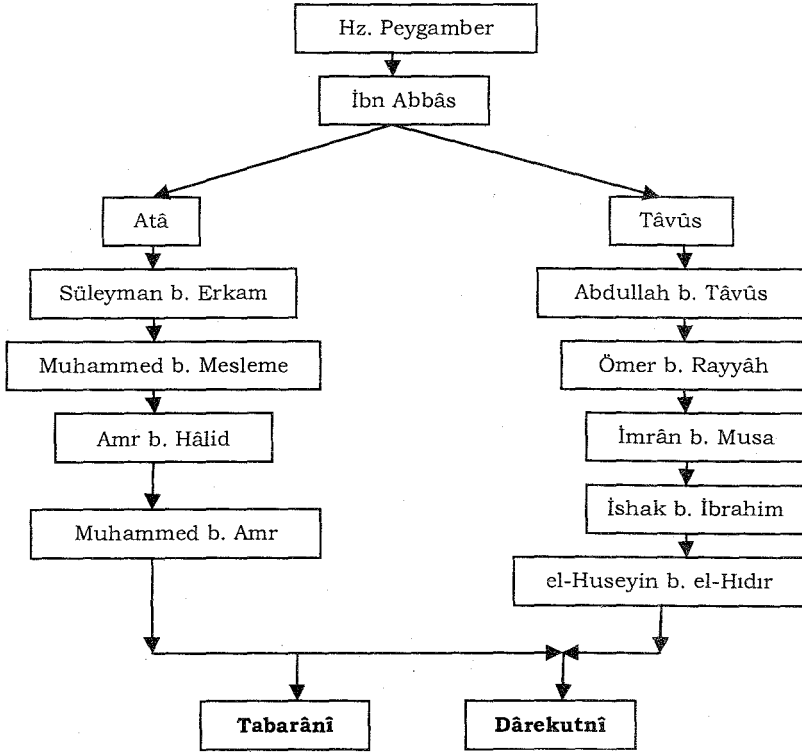 Hz. Peygamber
İbn Abbâs
Atâ
Tâvûs
Süleyman b. Erkam
Abdullah b. Tâvûs
Muhammed b. Mesleme
Ömer b. Rayyâh
Amr b. Hâlid
İmrân b. Musa
İshak b. İbrahim
Muhammed b. Amr
el-Huseyin b. el-Hıdır
Tabarânî
Dârekutnî